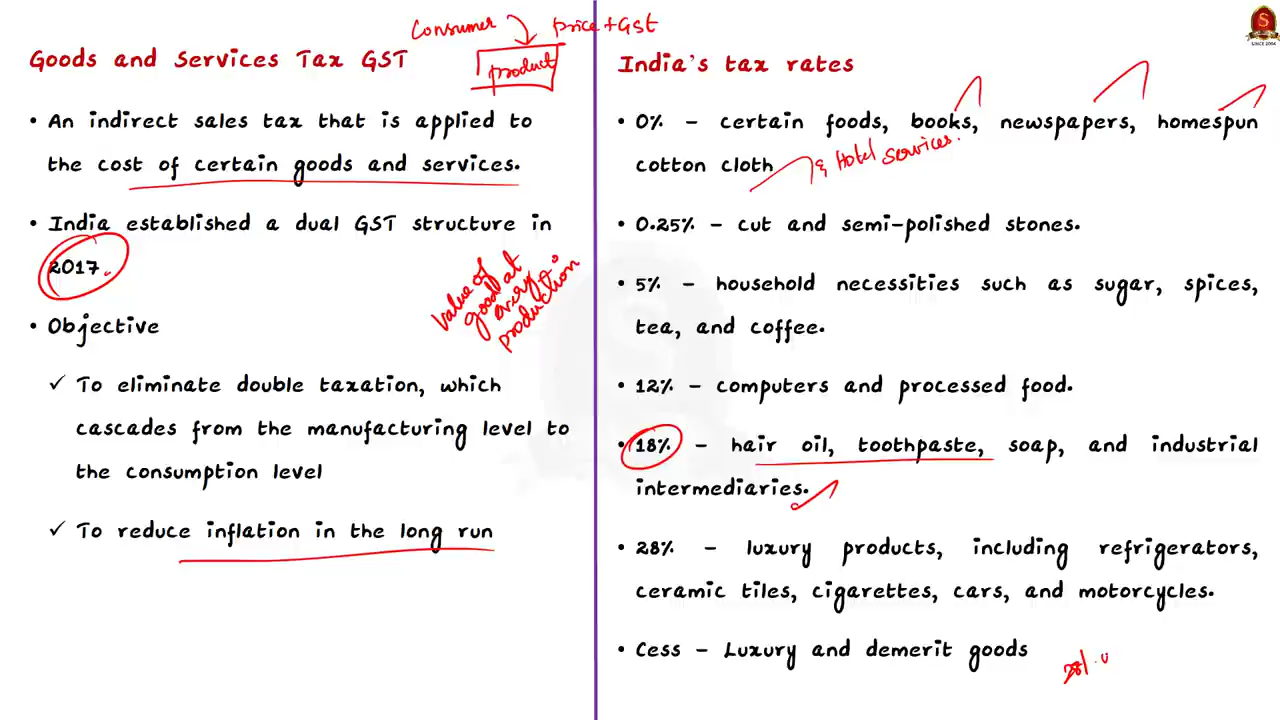 Consumer
price + GST
product
Goods and Services Tax GST
• An indirect sales tax that is applied to
the cost of certain goods and services.
• India established a dual GST structure in
2017.
value of
good at
every
production
• Objective
✓ To eliminate double taxation, which
cascades from the manufacturing level to
the consumption level
✓ To reduce inflation in the long run
S
SINCE 2004
India's tax rates
• 0% – certain foods, books, newspapers, homespun
cotton cloth
& Hotel services.
• 0.25% – cut and semi-polished stones.
• 5% – household necessities such as sugar, spices,
tea, and coffee.
• 12% – computers and processed food.
• 18% – hair oil, toothpaste, soap, and industrial
intermediaries.
• 28% – luxury products, including refrigerators,
ceramic tiles, cigarettes, cars, and motorcycles.
• Cess – Luxury and demerit goods